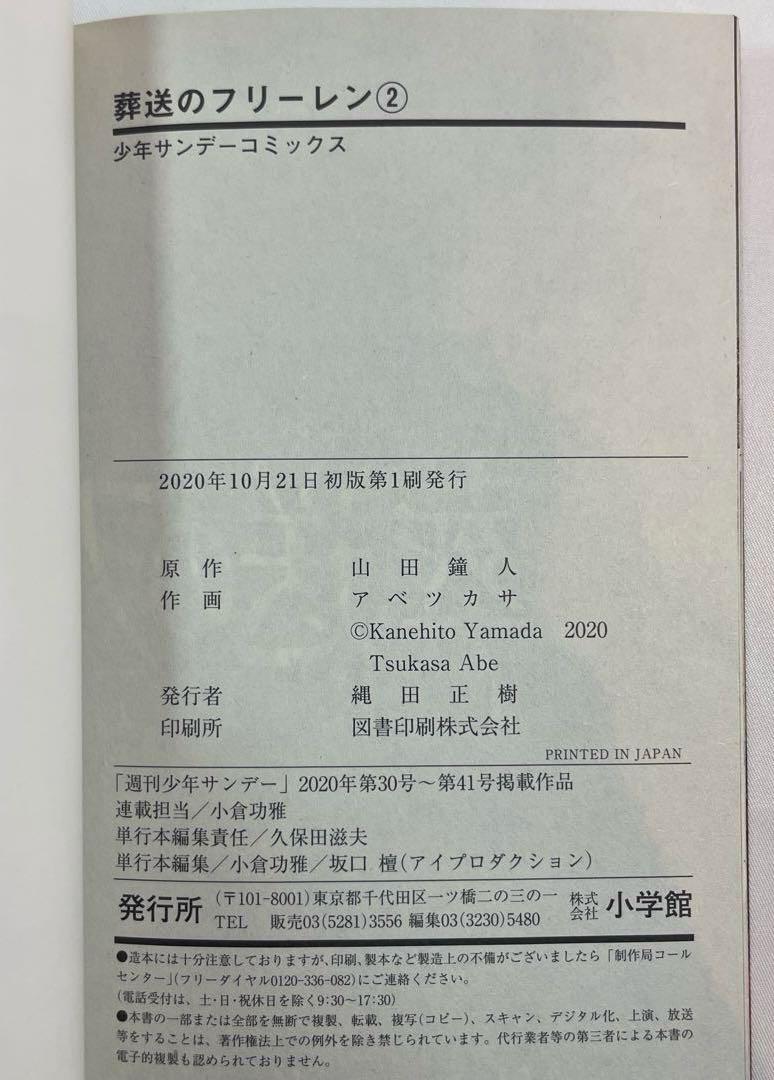 葬送のフリーレン②
少年サンデーコミックス
2020年10月21日初版第1刷発行
原作 山田鐘人
作画 アベツカサ
©Kanehito Yamada 2020
Tsukasa Abe
発行者 縄田正樹
印刷所 図書印刷株式会社
PRINTED IN JAPAN
「週刊少年サンデー」2020年第30号〜第41号掲載作品
連載担当／小倉功雅
単行本編集責任／久保田滋夫
単行本編集／小倉功雅／坂口 檀(アイプロダクション)
発行所 (〒101-8001)東京都千代田区一ツ橋二の三の一 株式会社 小学館
TEL 販売03(5281)3556 編集03(3230)5480
●造本には十分注意しておりますが、印刷、製本など製造上の不備がございましたら「制作局コール
センター」(フリーダイヤル0120-336-082)にご連絡ください。
(電話受付は、土・日・祝休日を除く9:30〜17:30)
●本書の一部または全部を無断で複製、転載、複写(コピー)、スキャン、デジタル化、上演、放送
等をすることは、著作権法上での例外を除き禁じられています。代行業者等の第三者による本書の
電子的複製も認められておりません。